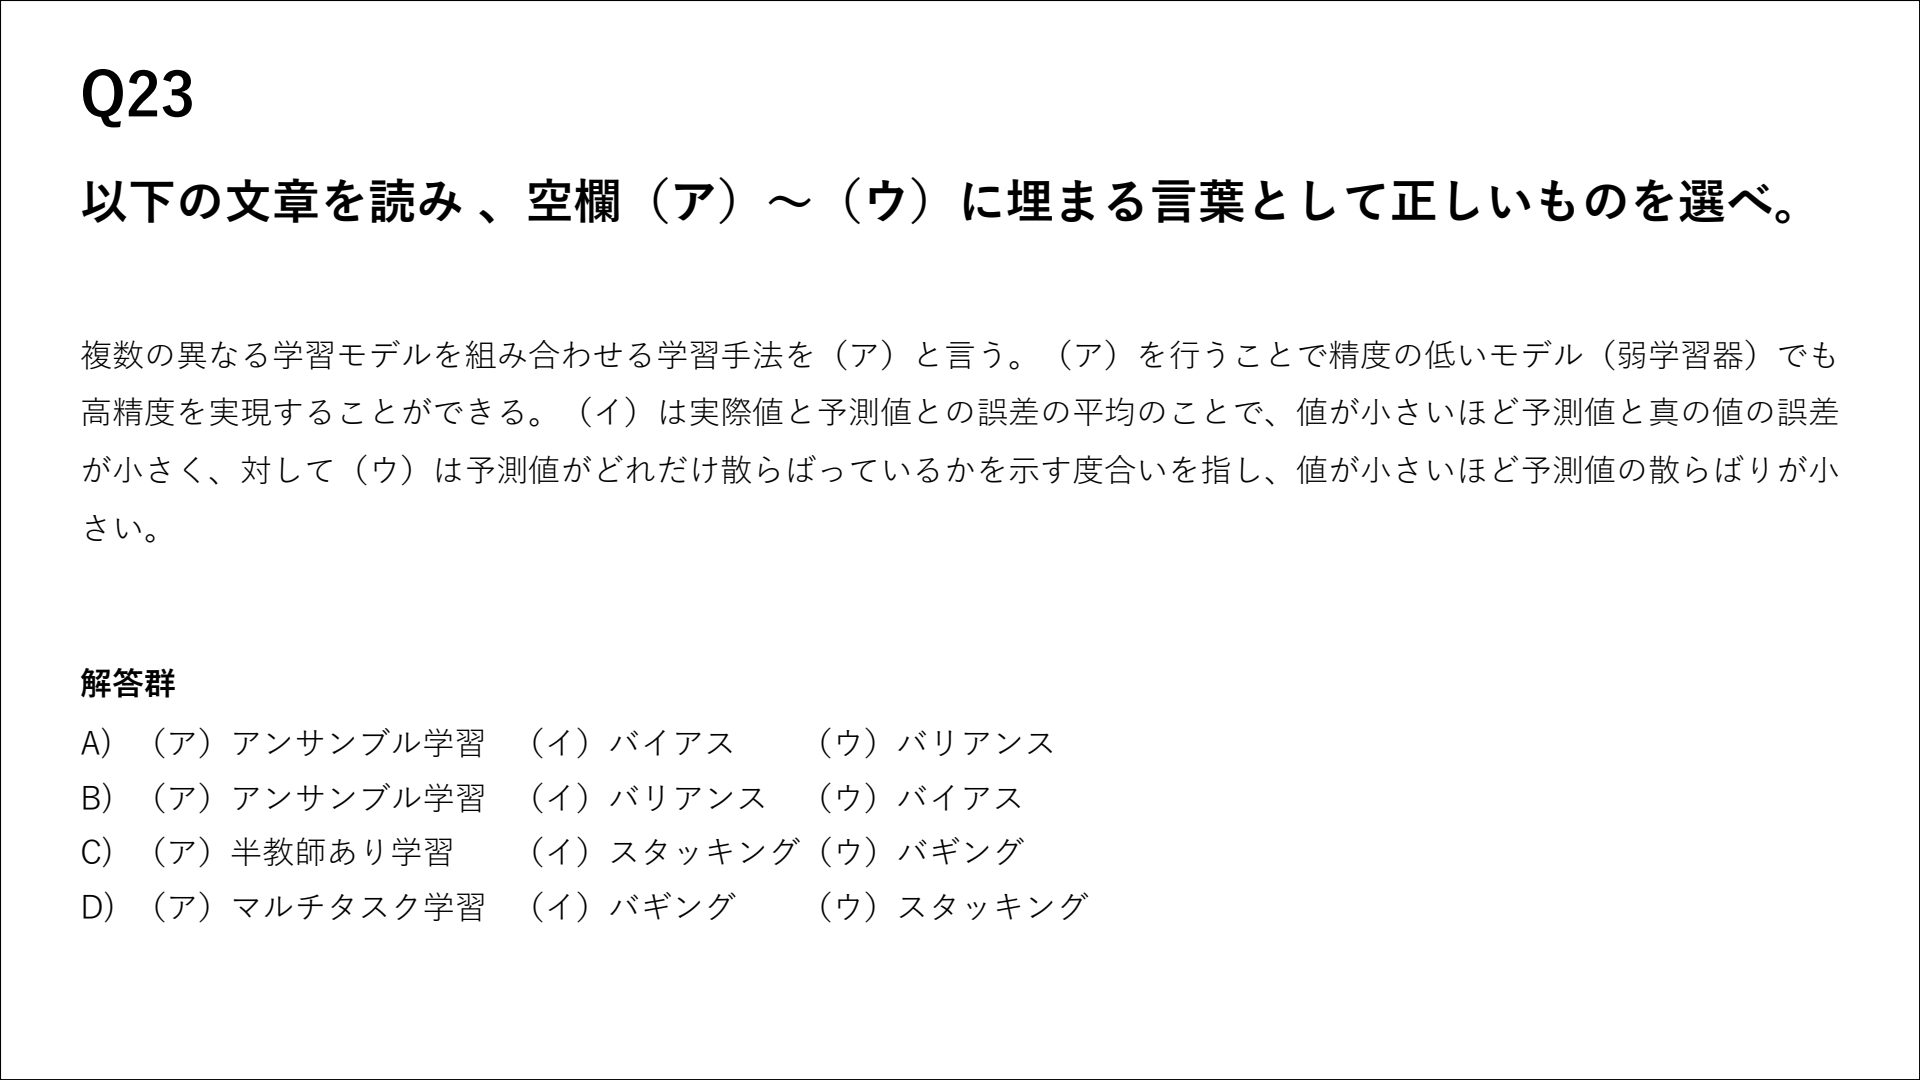 Q23
以下の文章を読み 、空欄（ア）～（ウ）に埋まる言葉として正しいものを選べ。
複数の異なる学習モデルを組み合わせる学習手法を（ア）と言う。（ア）を行うことで精度の低いモデル（弱学習器）でも
高精度を実現することができる。（イ）は実際値と予測値との誤差の平均のことで、値が小さいほど予測値と真の値の誤差
が小さく、対して（ウ）は予測値がどれだけ散らばっているかを示す度合いを指し、値が小さいほど予測値の散らばりが小
さい。
解答群
A) （ア）アンサンブル学習 （イ）バイアス （ウ）バリアンス
B) （ア）アンサンブル学習 （イ）バリアンス （ウ）バイアス
C) （ア）半教師あり学習 （イ）スタッキング（ウ）バギング
D) （ア）マルチタスク学習 （イ）バギング （ウ）スタッキング